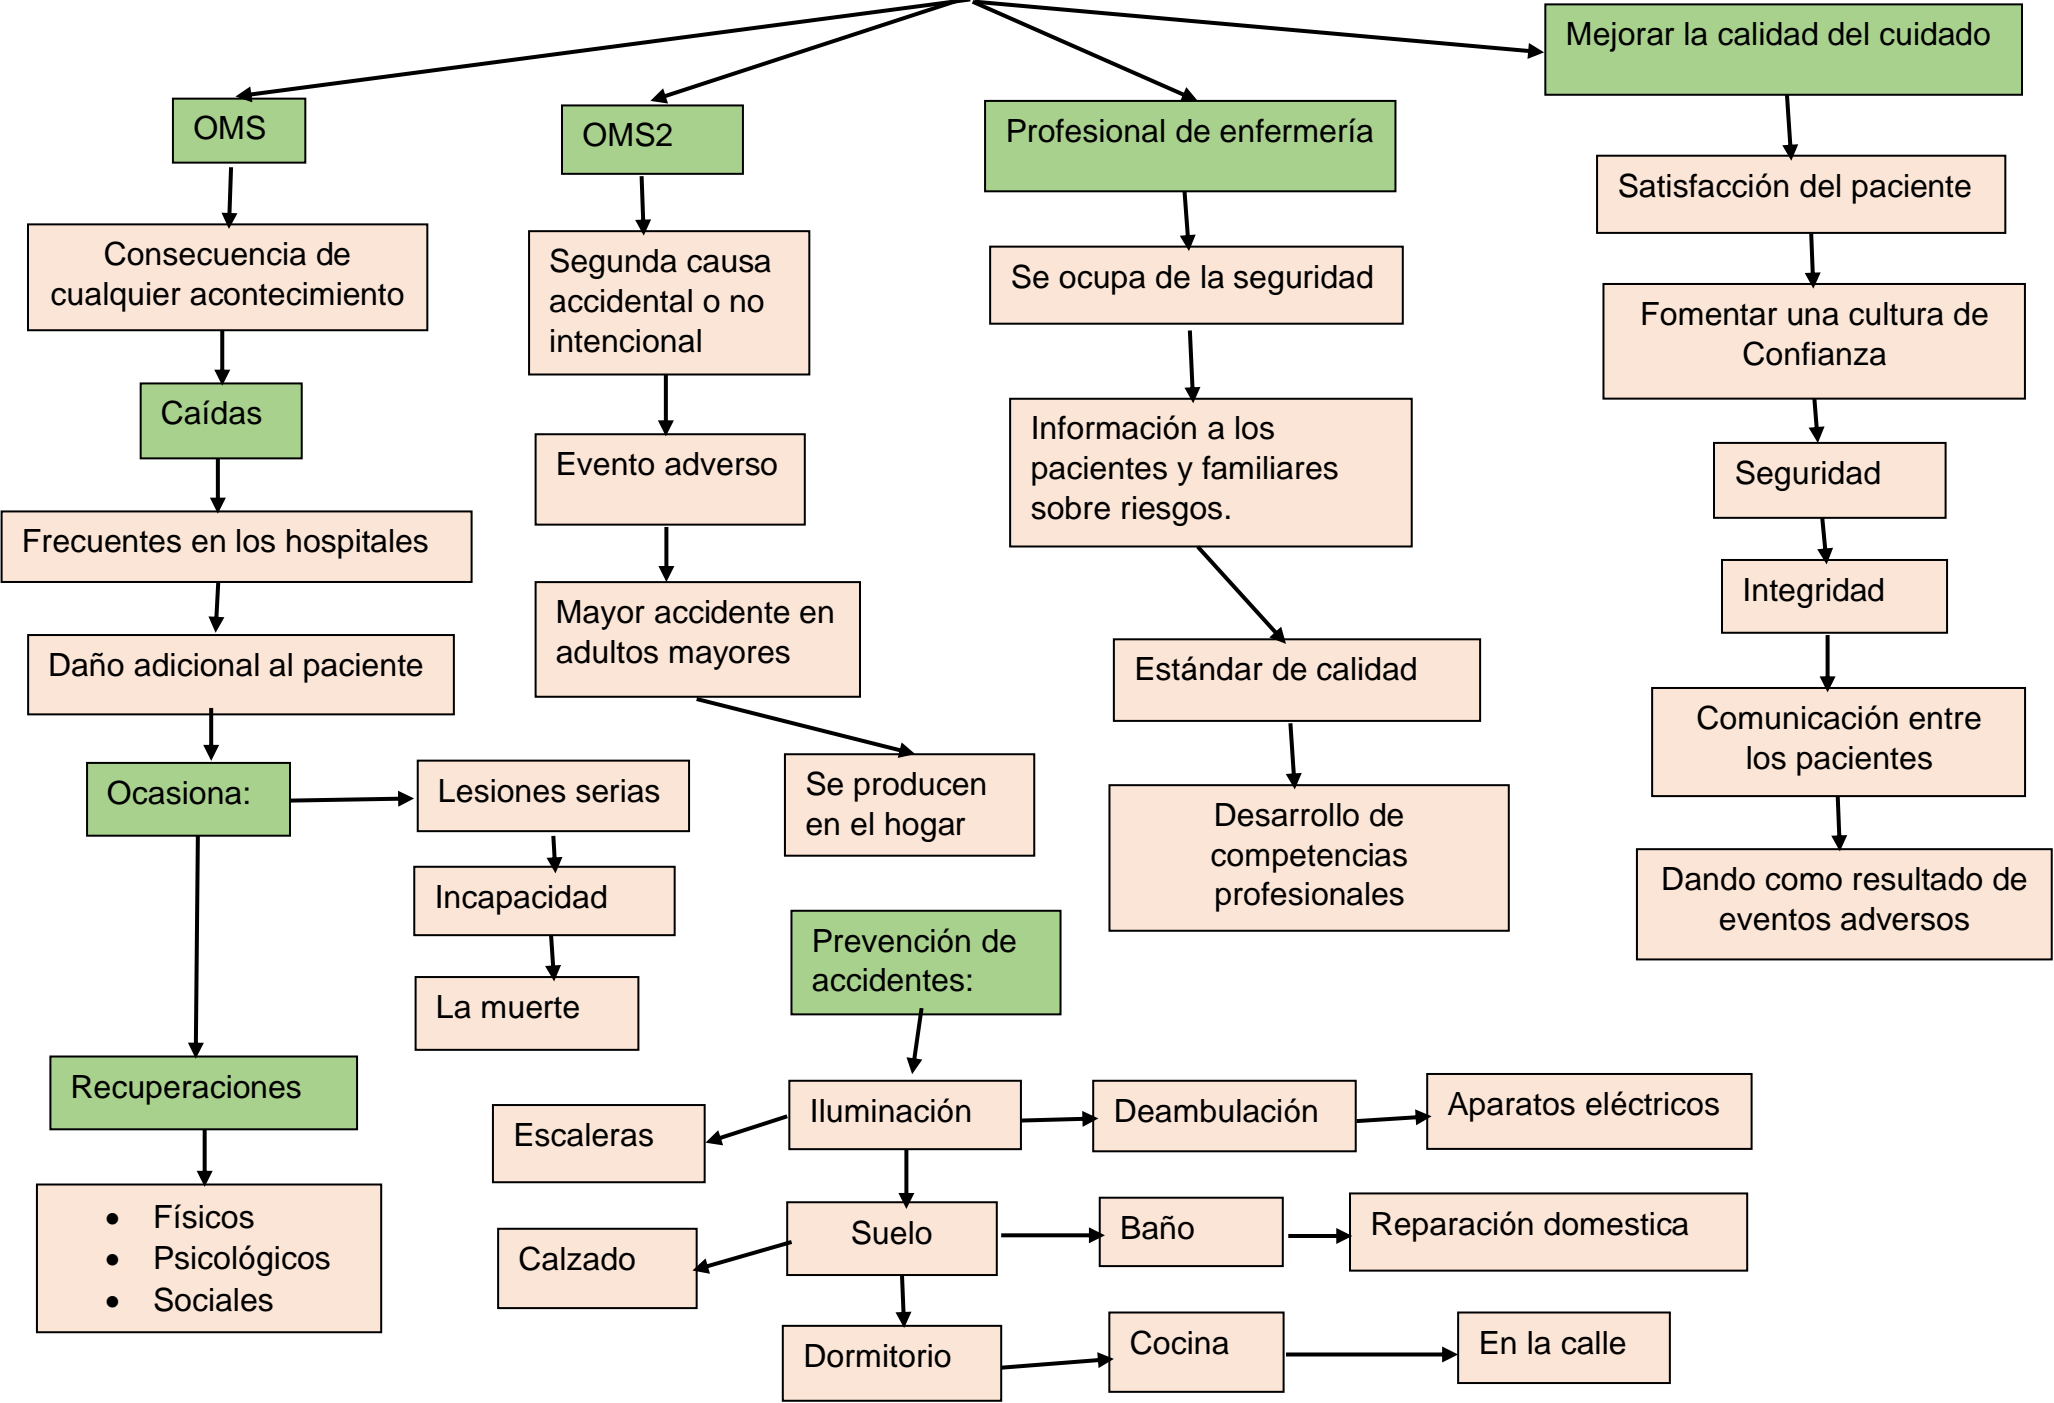 Mejorar la calidad del cuidado
OMS
OMS2
Profesional de enfermería
Satisfacción del paciente
Consecuencia de
cualquier acontecimiento
Segunda causa
accidental o no
intencional
Se ocupa de la seguridad
Fomentar una cultura de
Confianza
Caídas
Evento adverso
Información a los
pacientes y familiares
sobre riesgos.
Seguridad
Frecuentes en los hospitales
Mayor accidente en
adultos mayores
Integridad
Daño adicional al paciente
Estándar de calidad
Comunicación entre
los pacientes
Ocasiona:
Lesiones serias
Se producen
en el hogar
Desarrollo de
competencias
profesionales
Dando como resultado de
eventos adversos
Incapacidad
Prevención de
accidentes:
La muerte
Recuperaciones
Escaleras
Iluminación
Deambulación
Aparatos eléctricos
• Físicos
• Psicológicos
• Sociales
Calzado
Suelo
Baño
Reparación domestica
Dormitorio
Cocina
En la calle